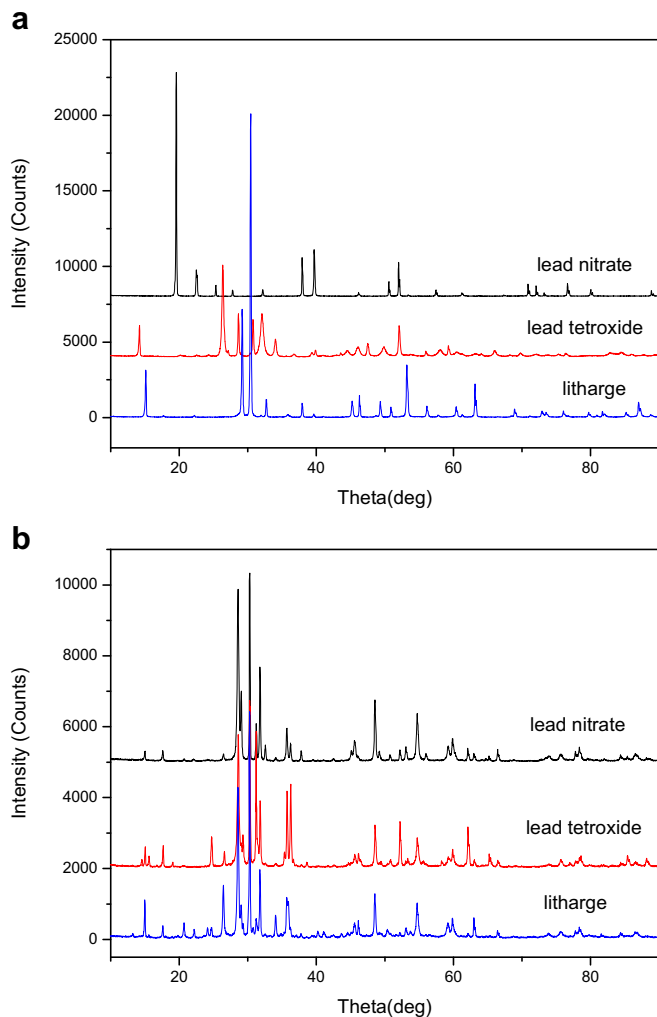 a
25000
20000
15000
10000
5000
0
Intensity (Counts)
lead nitrate
lead tetroxide
litharge
20 40 60 80
Theta(deg)
b
10000
8000
6000
4000
2000
0
Intensity (Counts)
lead nitrate
lead tetroxide
litharge
20 40 60 80
Theta(deg)